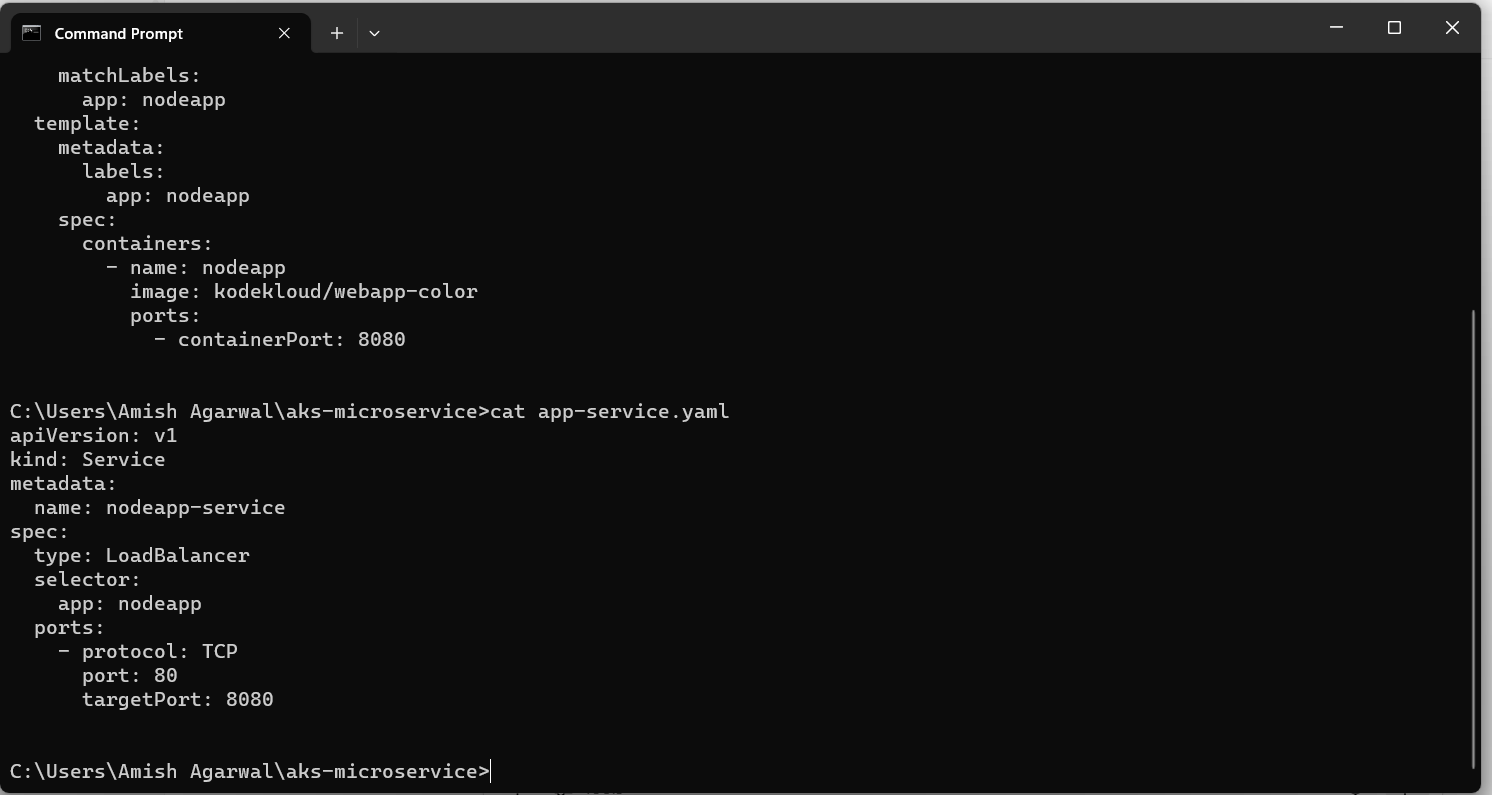 Command Prompt
    matchLabels:
      app: nodeapp
  template:
    metadata:
      labels:
        app: nodeapp
    spec:
      containers:
        - name: nodeapp
          image: kodekloud/webapp-color
          ports:
            - containerPort: 8080
C:\Users\Amish Agarwal\aks-microservice>cat app-service.yaml
apiVersion: v1
kind: Service
metadata:
  name: nodeapp-service
spec:
  type: LoadBalancer
  selector:
    app: nodeapp
  ports:
    - protocol: TCP
      port: 80
      targetPort: 8080
C:\Users\Amish Agarwal\aks-microservice>